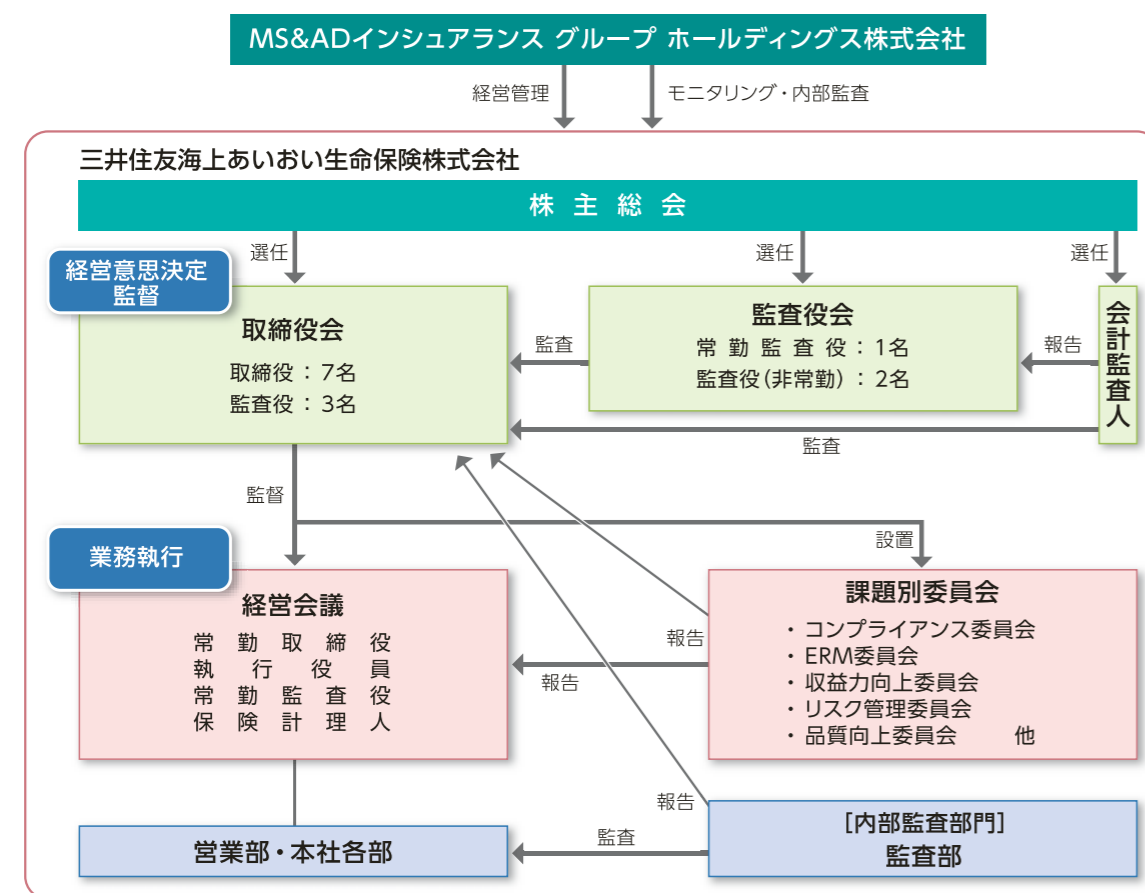 MS&ADインシュアランス グループ ホールディングス株式会社
経営管理
モニタリング・内部監査
三井住友海上あいおい生命保険株式会社
株主総会
選任
選任
選任
経営意思決定
監督
取締役会
取締役：7名
監査役：3名
監査
監査役会
常勤監査役：1名
監査役（非常勤）：2名
報告
会計監査人
監査
監督
設置
業務執行
経営会議
常勤取締役
執行役員
常勤監査役
保険計理人
報告
報告
課題別委員会
・コンプライアンス委員会
・ERM委員会
・収益力向上委員会
・リスク管理委員会
・品質向上委員会　他
報告
営業部・本社各部
監査
［内部監査部門］
監査部